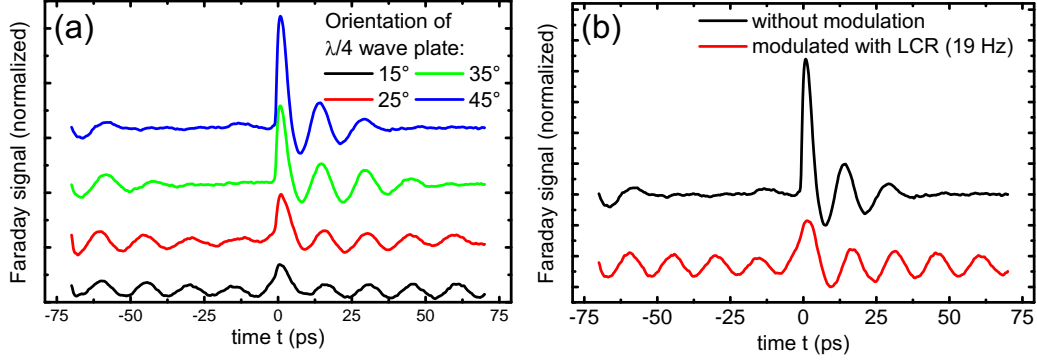 (a)
Orientation of
λ/4 wave plate:
15° 35°
25° 45°
Faraday signal (normalized)
-75 -50 -25 0 25 50 75
time t (ps)
(b)
without modulation
modulated with LCR (19 Hz)
Faraday signal (normalized)
-75 -50 -25 0 25 50 75
time t (ps)